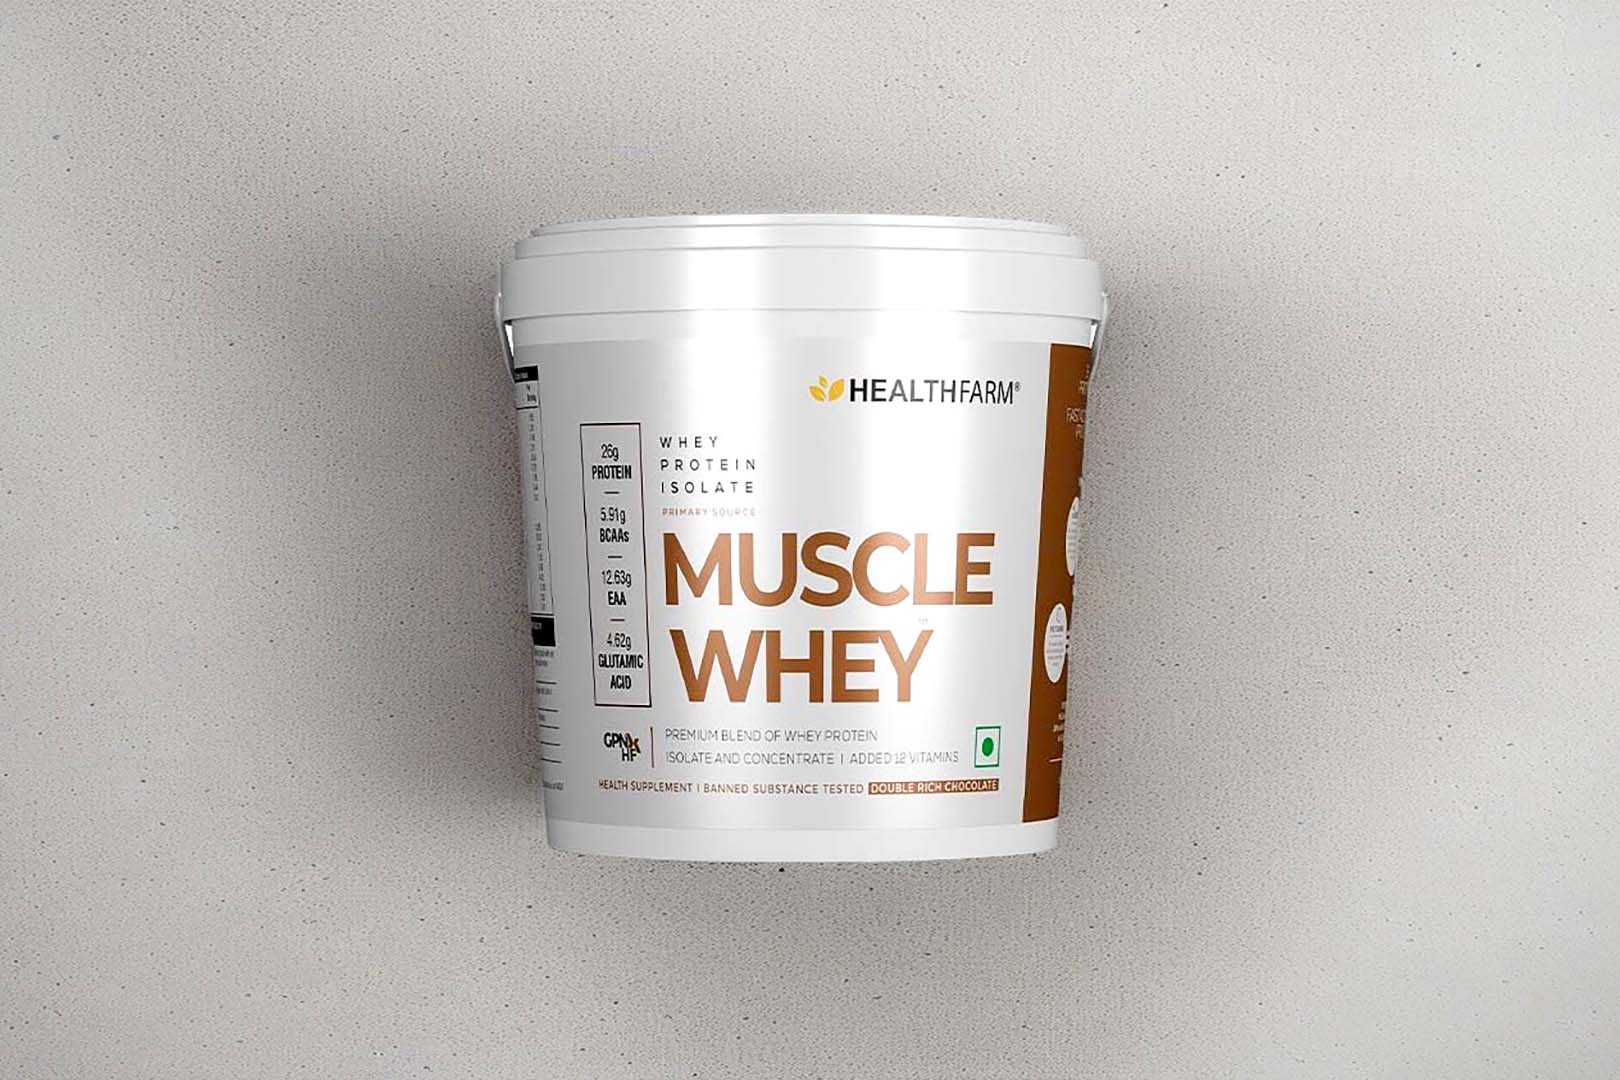 HEALTHFARM®
26g
PROTEIN
5.91g
BCAAs
12.63g
EAA
4.62g
GLUTAMIC
ACID
WHEY
PROTEIN
ISOLATE
PRIMARY SOURCE
MUSCLE
WHEY
GPNX
HF
PREMIUM BLEND OF WHEY PROTEIN
ISOLATE AND CONCENTRATE | ADDED 12 VITAMINS
HEALTH SUPPLEMENT | BANNED SUBSTANCE TESTED DOUBLE RICH CHOCOLATE